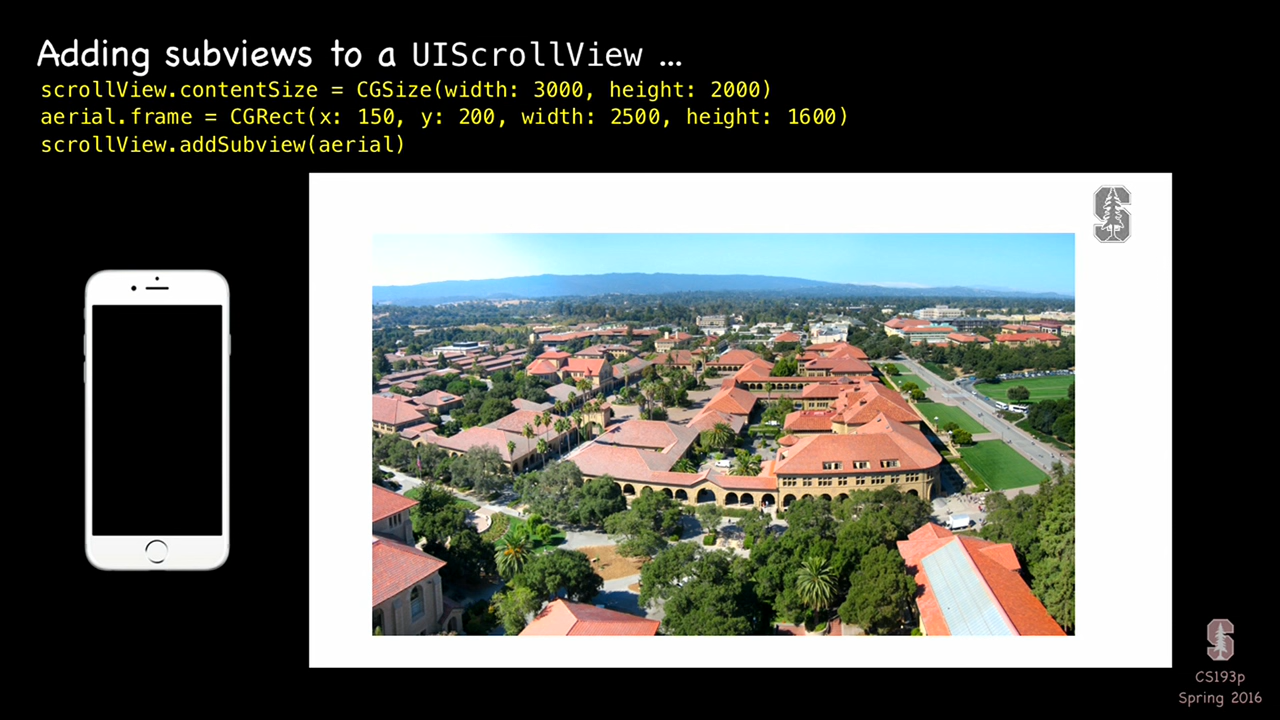 Adding subviews to a UIScrollView ...
scrollView.contentSize = CGSize(width: 3000, height: 2000)
aerial.frame = CGRect(x: 150, y: 200, width: 2500, height: 1600)
scrollView.addSubview(aerial)
S
S
CS193p
Spring 2016